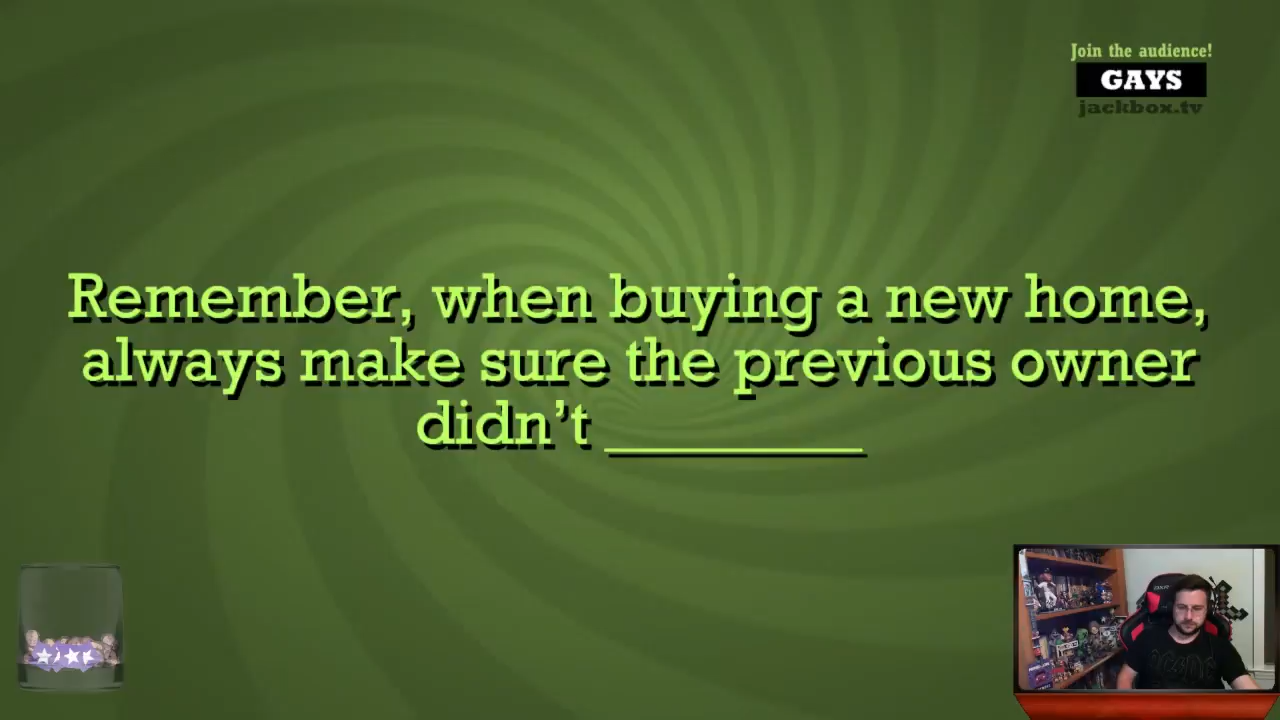 Join the audience!
GAYS
jackbox.tv
Remember, when buying a new home,
always make sure the previous owner
didn't ________